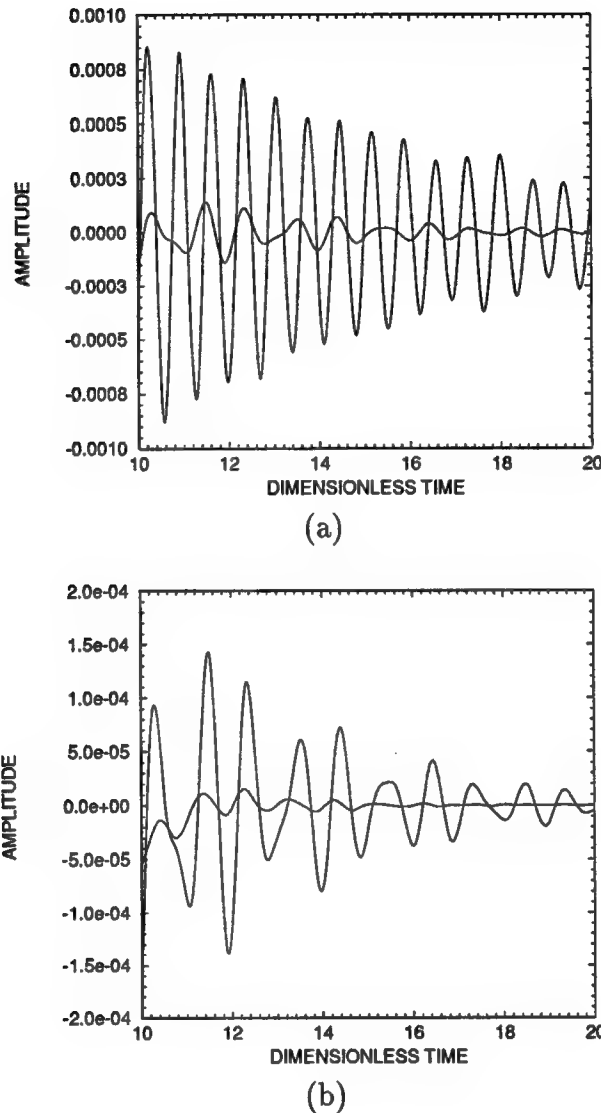 0.0010
0.0008
0.0005
0.0003
0.0000
-0.0003
-0.0005
-0.0008
-0.0010
AMPLITUDE
10 12 14 16 18 20
DIMENSIONLESS TIME
(a)
2.0e-04
1.5e-04
1.0e-04
5.0e-05
0.0e+00
-5.0e-05
-1.0e-04
-1.5e-04
-2.0e-04
AMPLITUDE
10 12 14 16 18 20
DIMENSIONLESS TIME
(b)